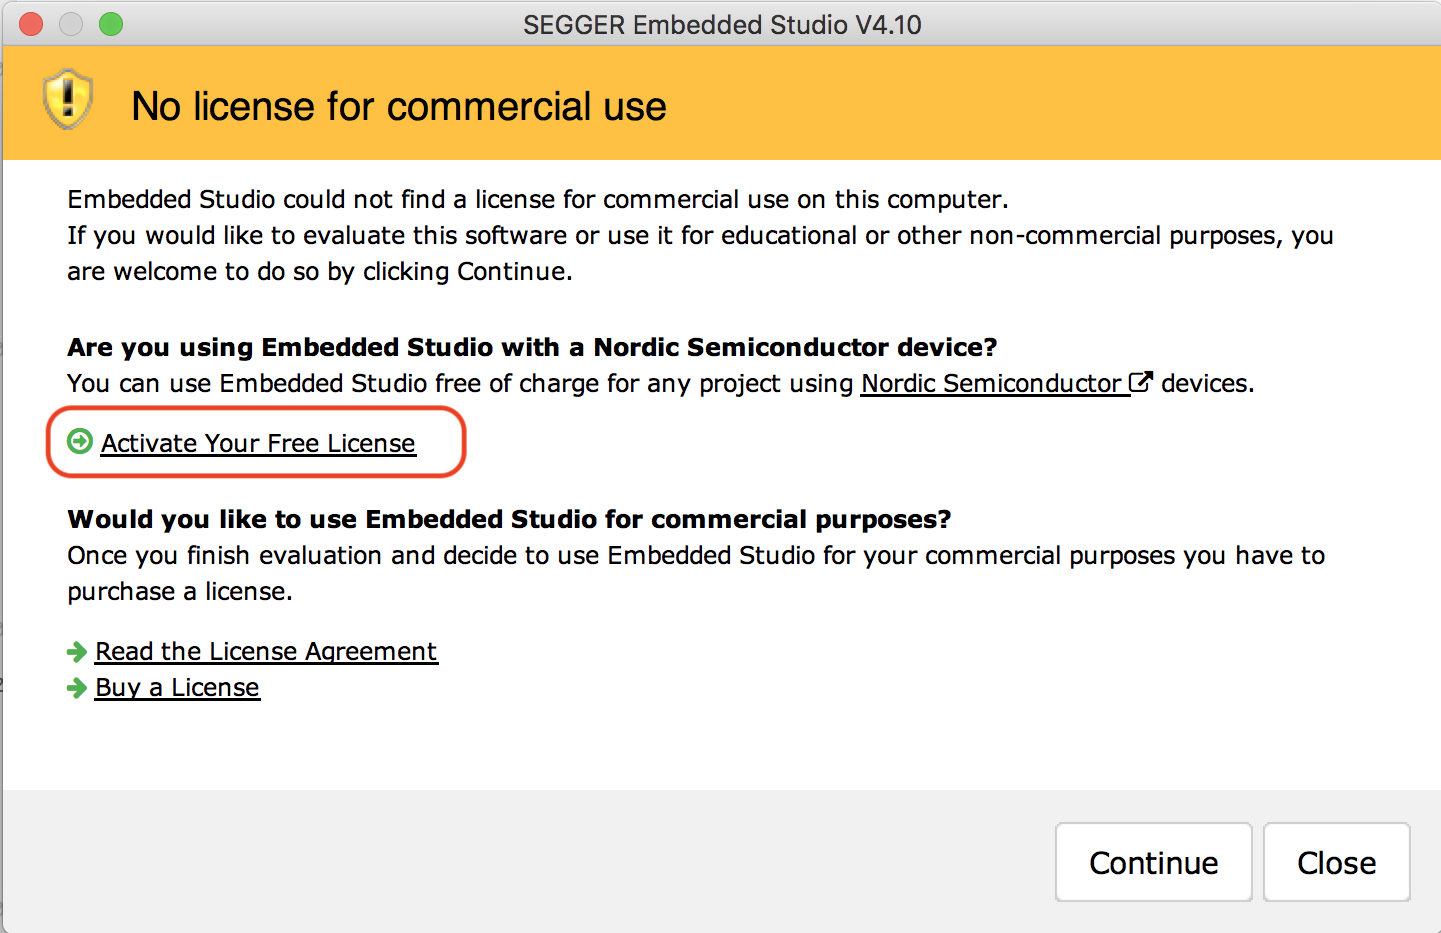 SEGGER Embedded Studio V4.10
No license for commercial use
Embedded Studio could not find a license for commercial use on this computer.
If you would like to evaluate this software or use it for educational or other non-commercial purposes, you
are welcome to do so by clicking Continue.
Are you using Embedded Studio with a Nordic Semiconductor device?
You can use Embedded Studio free of charge for any project using Nordic Semiconductor devices.
Activate Your Free License
Would you like to use Embedded Studio for commercial purposes?
Once you finish evaluation and decide to use Embedded Studio for your commercial purposes you have to
purchase a license.
Read the License Agreement
Buy a License
Continue
Close